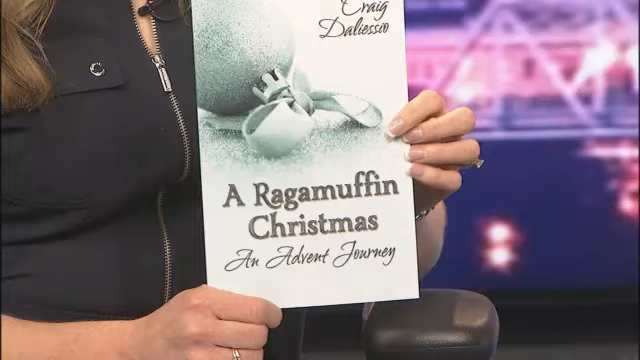 Craig
Daliessio
A Ragamuffin
Christmas
An Advent Journey